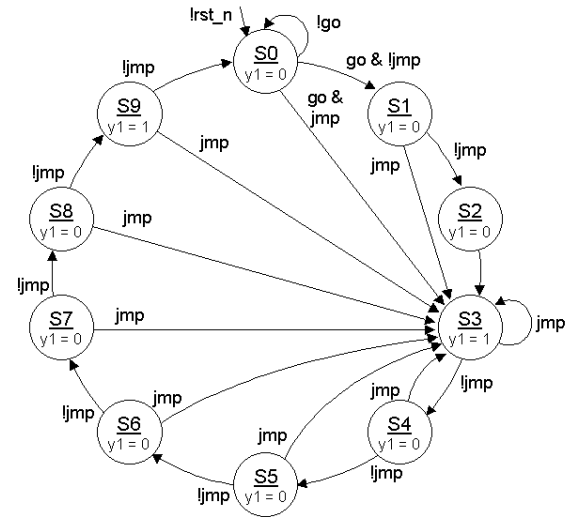 !rst_n
!go
S0
y1 = 0
!jmp
go & !jmp
S9
y1 = 1
go &
jmp
S1
y1 = 0
jmp
jmp
!jmp
!jmp
S8
y1 = 0
jmp
S2
y1 = 0
!jmp
S7
y1 = 0
jmp
S3
y1 = 1
jmp
!jmp
S6
y1 = 0
jmp
jmp
!jmp
S4
y1 = 0
jmp
!jmp
!jmp
S5
y1 = 0